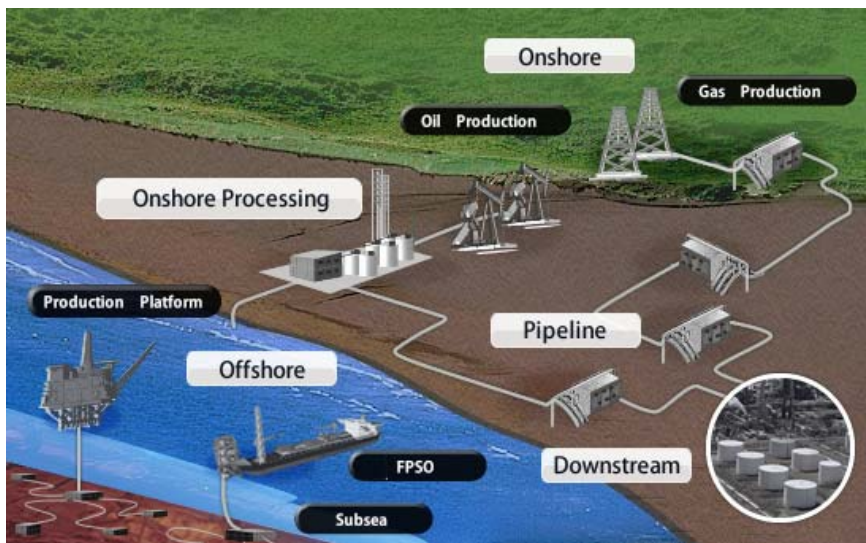 Onshore
Gas Production
Oil Production
Onshore Processing
Production Platform
Pipeline
Offshore
FPSO
Downstream
Subsea